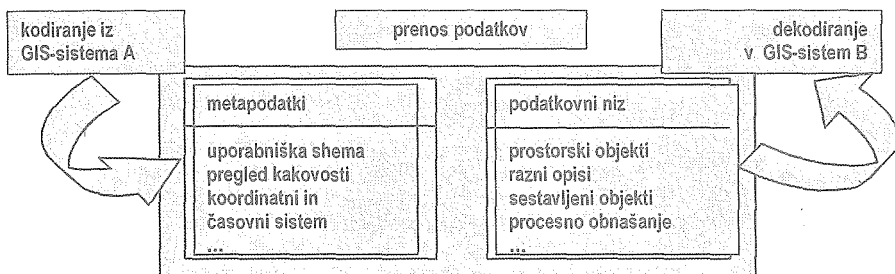 kodiranje iz
GIS-sistema A
prenos podatkov
dekodiranje
v GIS-sistem B
metapodatki
uporabniška shema
pregled kakovosti
koordinatni in
časovni sistem
...
podatkovni niz
prostorski objekti
razni opisi
sestavljeni objekti
procesno obnašanje
...